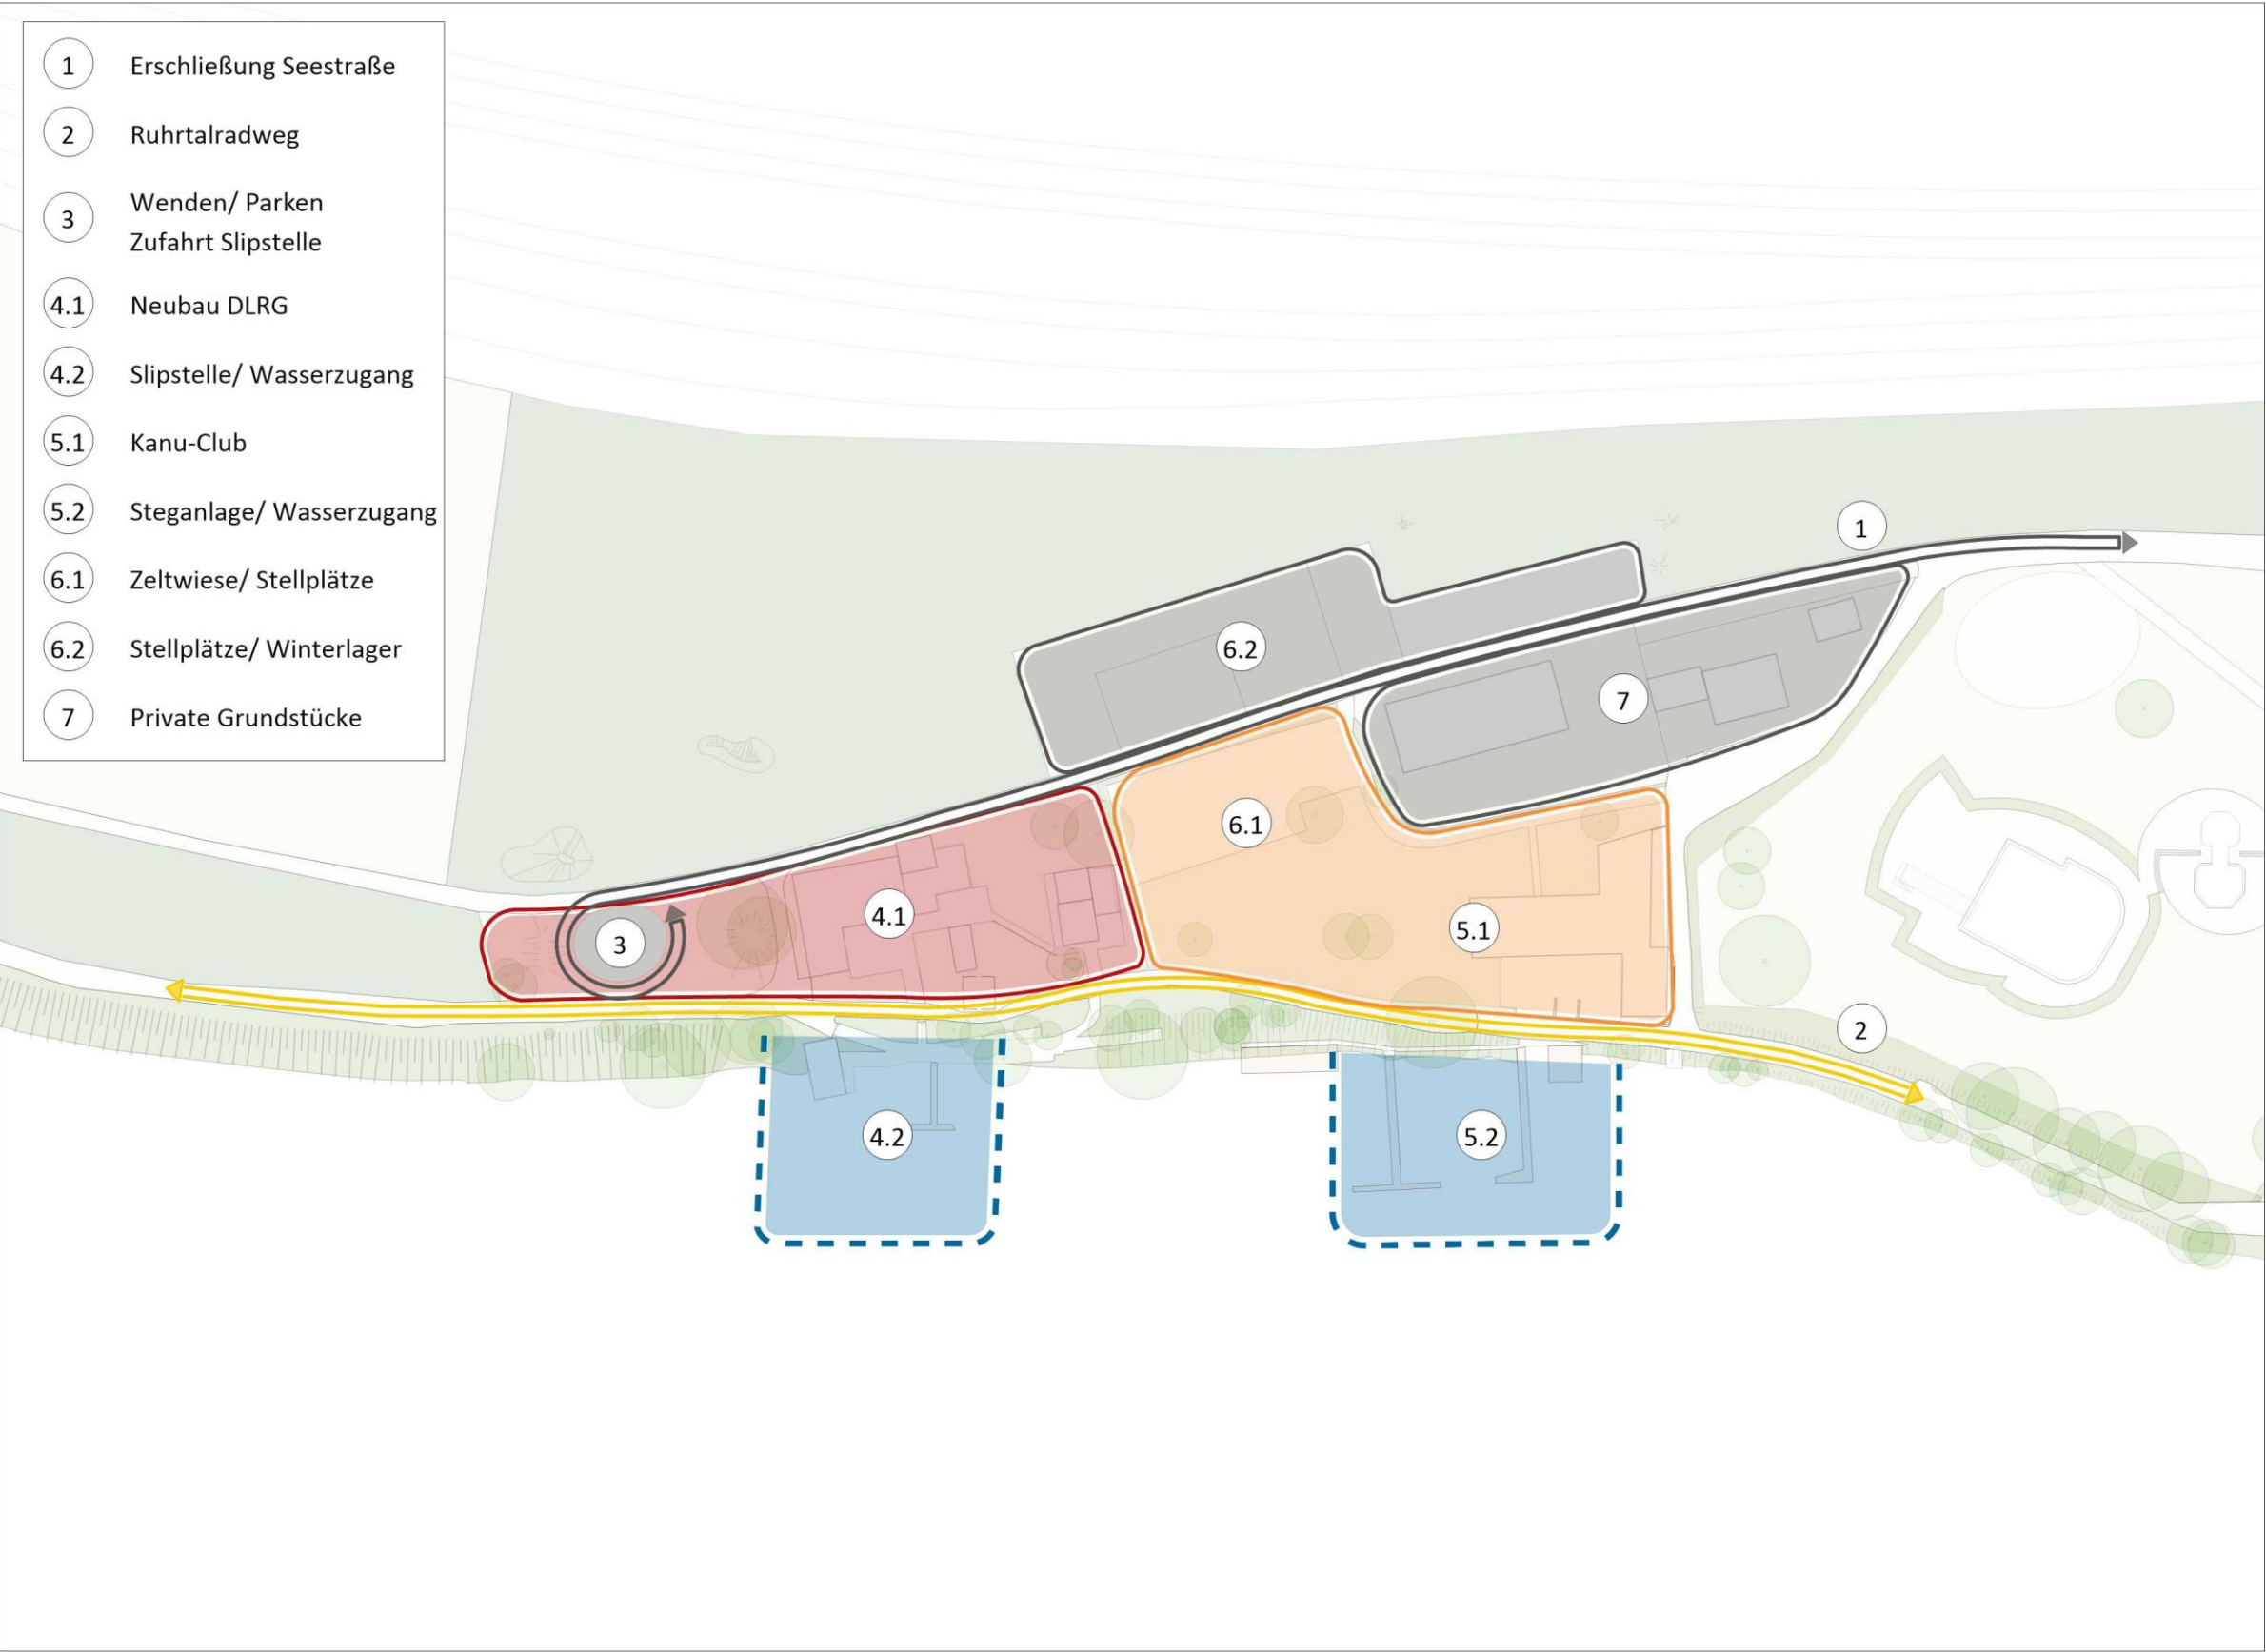 1 Erschließung Seestraße
2 Ruhrtalradweg
3 Wenden/ Parken
Zufahrt Slipstelle
4.1 Neubau DLRG
4.2 Slipstelle/ Wasserzugang
5.1 Kanu-Club
5.2 Steganlage/ Wasserzugang
6.1 Zeltwiese/ Stellplätze
6.2 Stellplätze/ Winterlager
7 Private Grundstücke
1
6.2
7
6.1
4.1
5.1
3
2
4.2
5.2